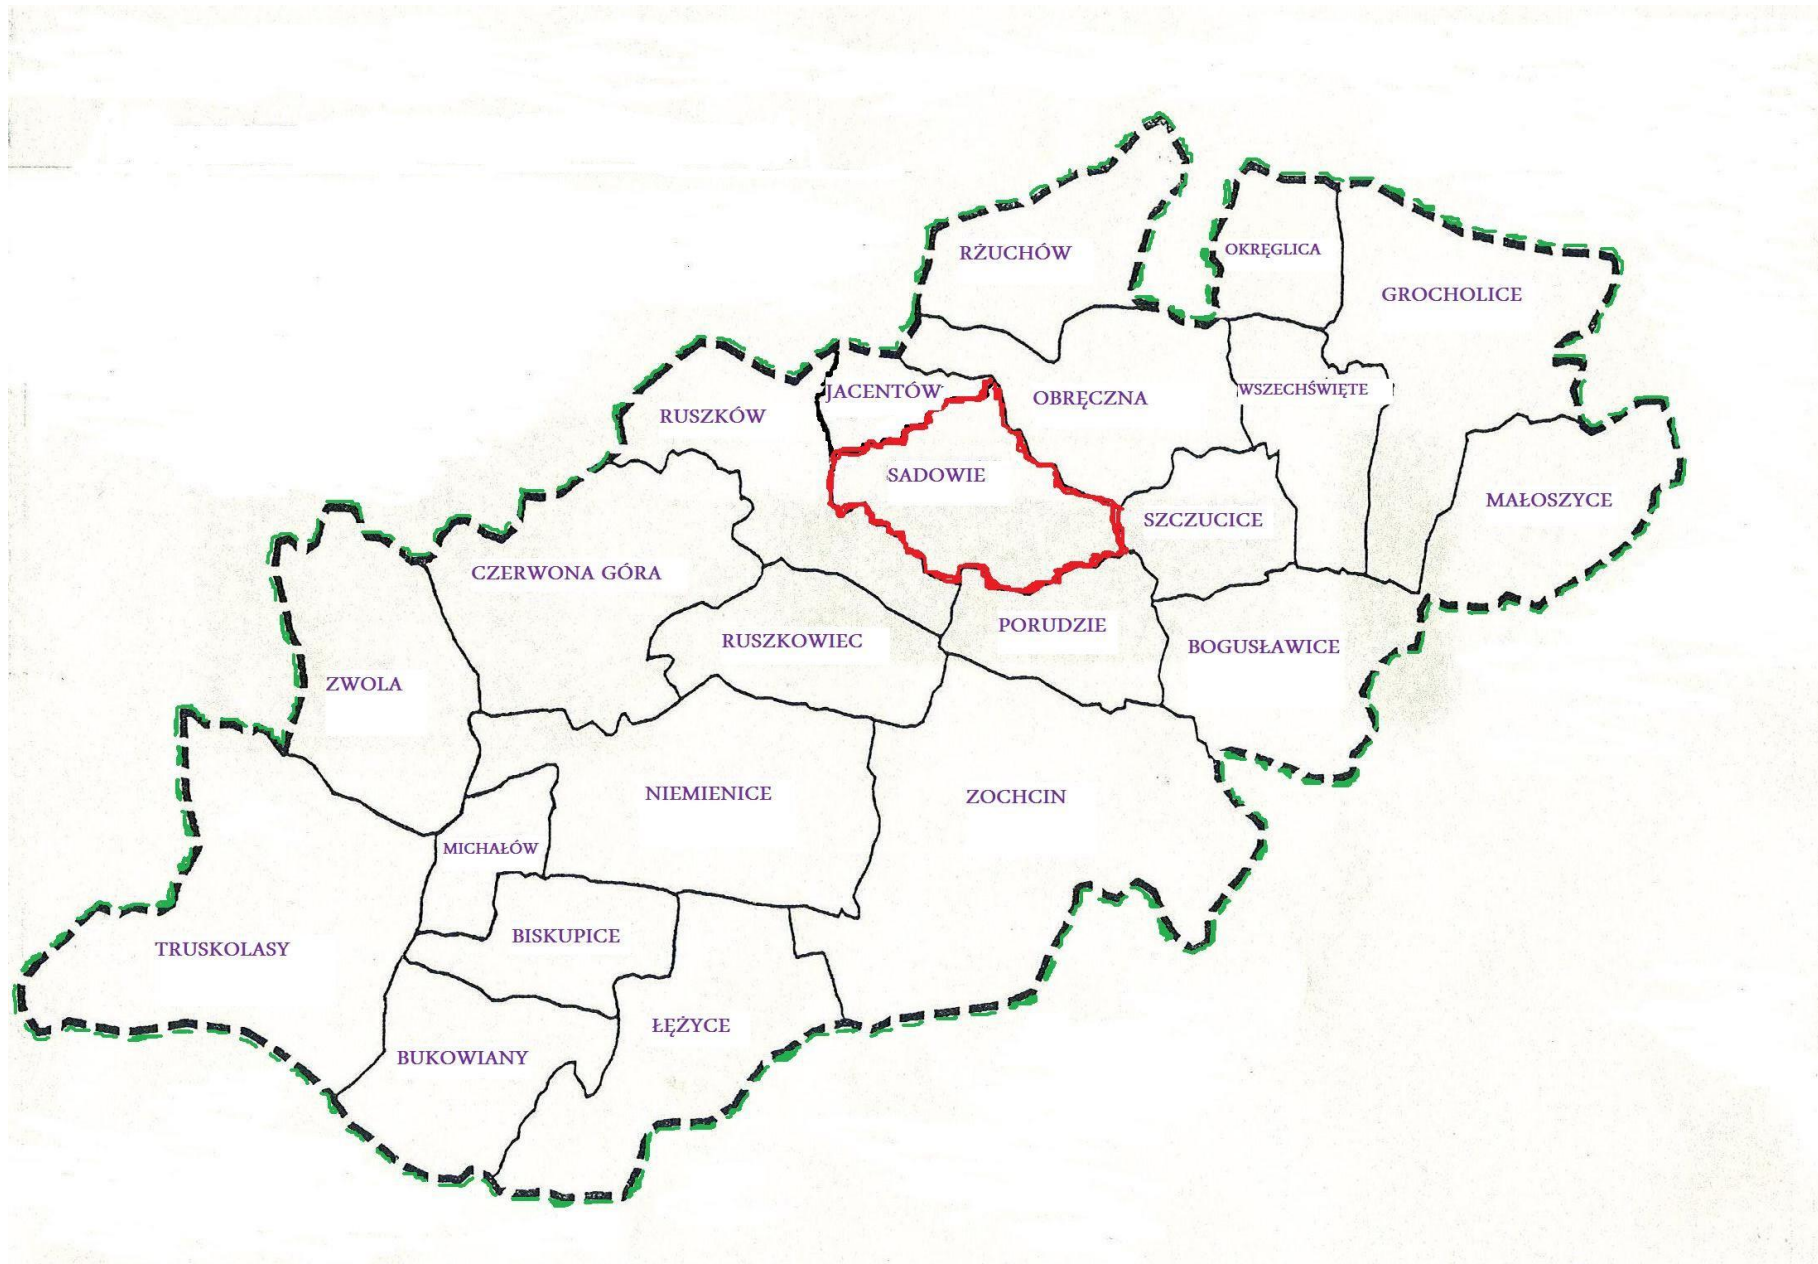 RŻUCHÓW
OKRĘGLICA
GROCHOLICE
JACENTÓW
OBRĘCZNA
WSZECHŚWIĘTE
RUSZKÓW
SADOWIE
SZCZUCICE
MAŁOSZYCE
CZERWONA GÓRA
PORUDZIE
RUSZKOWIEC
BOGUSŁAWICE
ZWOLA
NIEMIENICE
ZOCHCIN
MICHAŁÓW
BISKUPICE
TRUSKOLASY
ŁĘŻYCE
BUKOWIANY